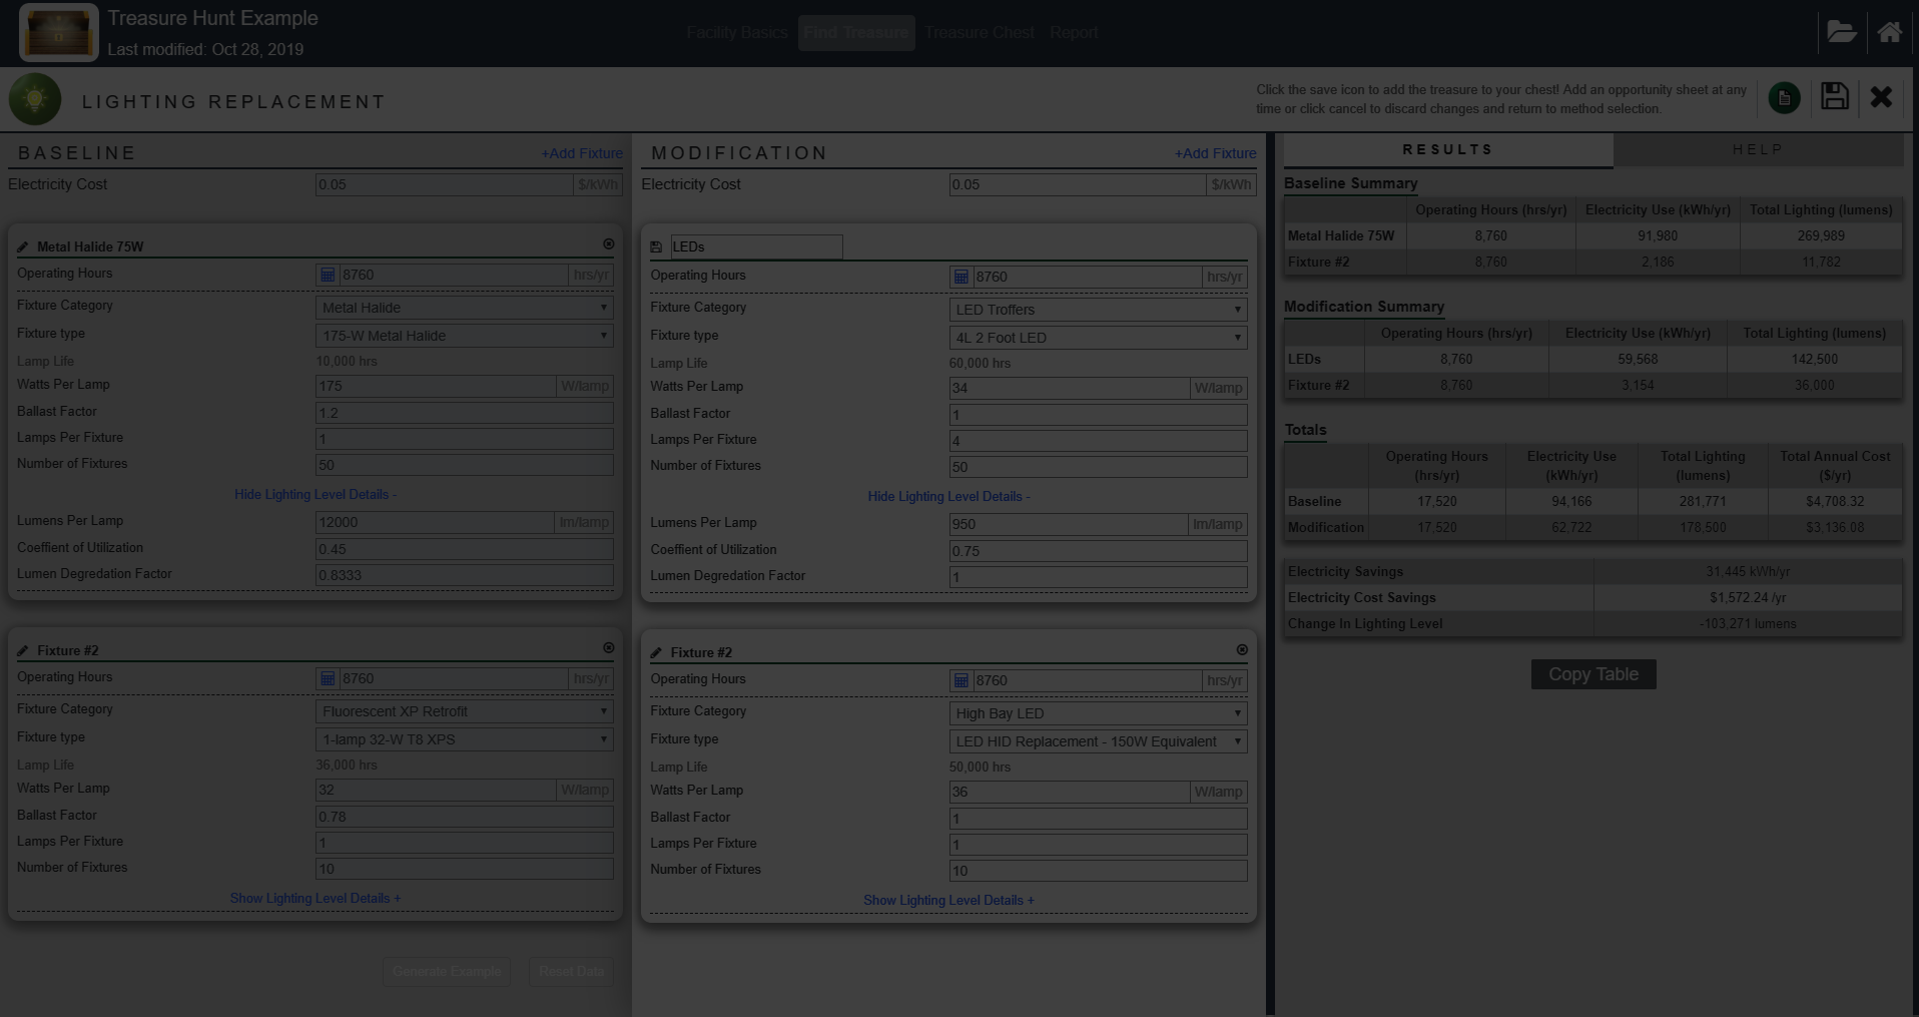 Treasure Hunt Example
Last modified: Oct 28, 2019
Facility Basics Find Treasure Treasure Chest Report
LIGHTING REPLACEMENT
Click the save icon to add the treasure to your chest! Add an opportunity sheet at any
time or click cancel to discard changes and return to method selection.
BASELINE +Add Fixture
Electricity Cost 0.05 $/kWh
Metal Halide 75W
Operating Hours 8760 hrs/yr
Fixture Category Metal Halide
Fixture type 175-W Metal Halide
Lamp Life 10,000 hrs
Watts Per Lamp 175 W/lamp
Ballast Factor 1.2
Lamps Per Fixture 1
Number of Fixtures 50
Hide Lighting Level Details -
Lumens Per Lamp 12000 lm/lamp
Coeffient of Utilization 0.45
Lumen Degredation Factor 0.8333
Fixture #2
Operating Hours 8760 hrs/yr
Fixture Category Fluorescent XP Retrofit
Fixture type 1-lamp 32-W T8 XPS
Lamp Life 36,000 hrs
Watts Per Lamp 32 W/lamp
Ballast Factor 0.78
Lamps Per Fixture 1
Number of Fixtures 10
Show Lighting Level Details +
Generate Example Reset Data
MODIFICATION +Add Fixture
Electricity Cost 0.05 $/kWh
LEDs
Operating Hours 8760 hrs/yr
Fixture Category LED Troffers
Fixture type 4L 2 Foot LED
Lamp Life 60,000 hrs
Watts Per Lamp 34 W/lamp
Ballast Factor 1
Lamps Per Fixture 4
Number of Fixtures 50
Hide Lighting Level Details -
Lumens Per Lamp 950 lm/lamp
Coeffient of Utilization 0.75
Lumen Degredation Factor 1
Fixture #2
Operating Hours 8760 hrs/yr
Fixture Category High Bay LED
Fixture type LED HID Replacement - 150W Equivalent
Lamp Life 50,000 hrs
Watts Per Lamp 36 W/lamp
Ballast Factor 1
Lamps Per Fixture 1
Number of Fixtures 10
Show Lighting Level Details +
RESULTS HELP
Baseline Summary
Operating Hours (hrs/yr) Electricity Use (kWh/yr) Total Lighting (lumens)
Metal Halide 75W 8,760 91,980 269,989
Fixture #2 8,760 2,186 11,782
Modification Summary
Operating Hours (hrs/yr) Electricity Use (kWh/yr) Total Lighting (lumens)
LEDs 8,760 59,568 142,500
Fixture #2 8,760 3,154 36,000
Totals
Operating Hours Electricity Use Total Lighting Total Annual Cost
(hrs/yr) (kWh/yr) (lumens) ($/yr)
Baseline 17,520 94,166 281,771 $4,708.32
Modification 17,520 62,722 178,500 $3,136.08
Electricity Savings 31,445 kWh/yr
Electricity Cost Savings $1,572.24 /yr
Change In Lighting Level -103,271 lumens
Copy Table